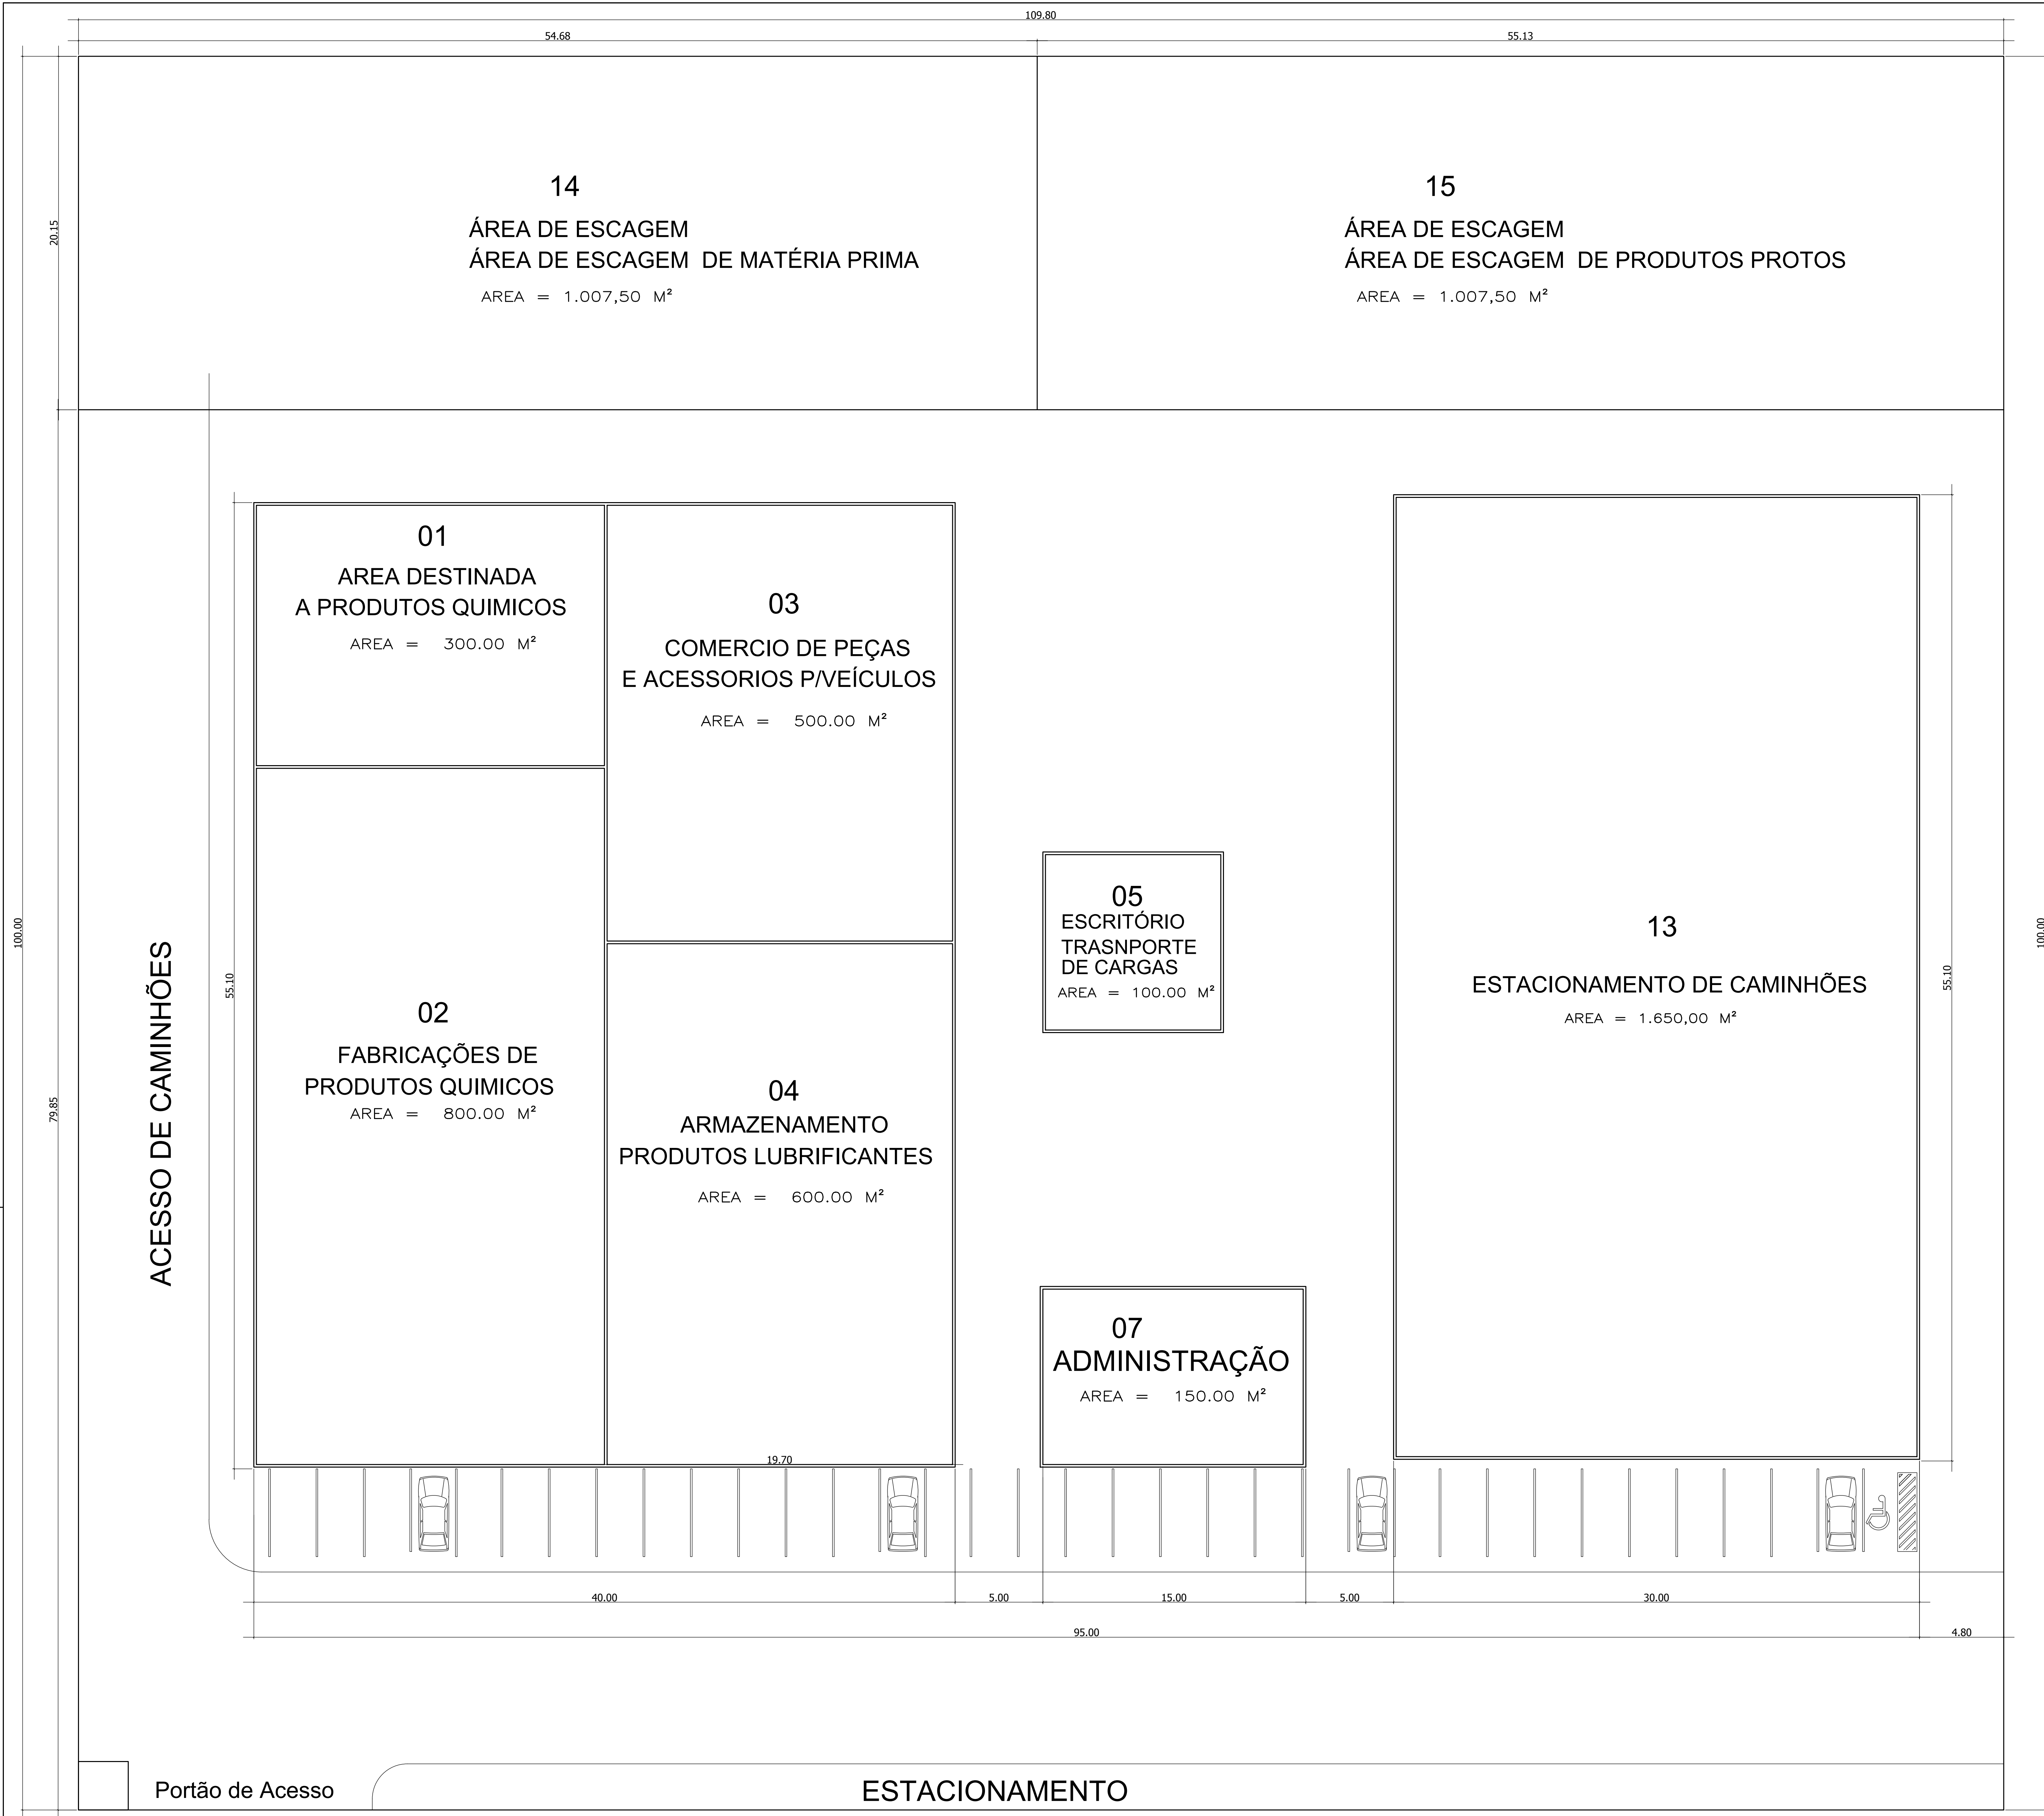 109.80
54.68
55.13
14
ÁREA DE ESCAGEM
ÁREA DE ESCAGEM DE MATÉRIA PRIMA
AREA = 1.007,50 M²
15
ÁREA DE ESCAGEM
ÁREA DE ESCAGEM DE PRODUTOS PROTOS
AREA = 1.007,50 M²
20.15
01
AREA DESTINADA
A PRODUTOS QUIMICOS
AREA = 300.00 M²
03
COMERCIO DE PEÇAS
E ACESSORIOS P/VEÍCULOS
AREA = 500.00 M²
05
ESCRITÓRIO
TRASNPORTE
DE CARGAS
AREA = 100.00 M²
13
ESTACIONAMENTO DE CAMINHÕES
AREA = 1.650,00 M²
100.00
100.00
55.10
55.10
79.85
ACESSO DE CAMINHÕES
02
FABRICAÇÕES DE
PRODUTOS QUIMICOS
AREA = 800.00 M²
04
ARMAZENAMENTO
PRODUTOS LUBRIFICANTES
AREA = 600.00 M²
07
ADMINISTRAÇÃO
AREA = 150.00 M²
19.70
40.00
5.00
15.00
5.00
30.00
95.00
4.80
Portão de Acesso
ESTACIONAMENTO